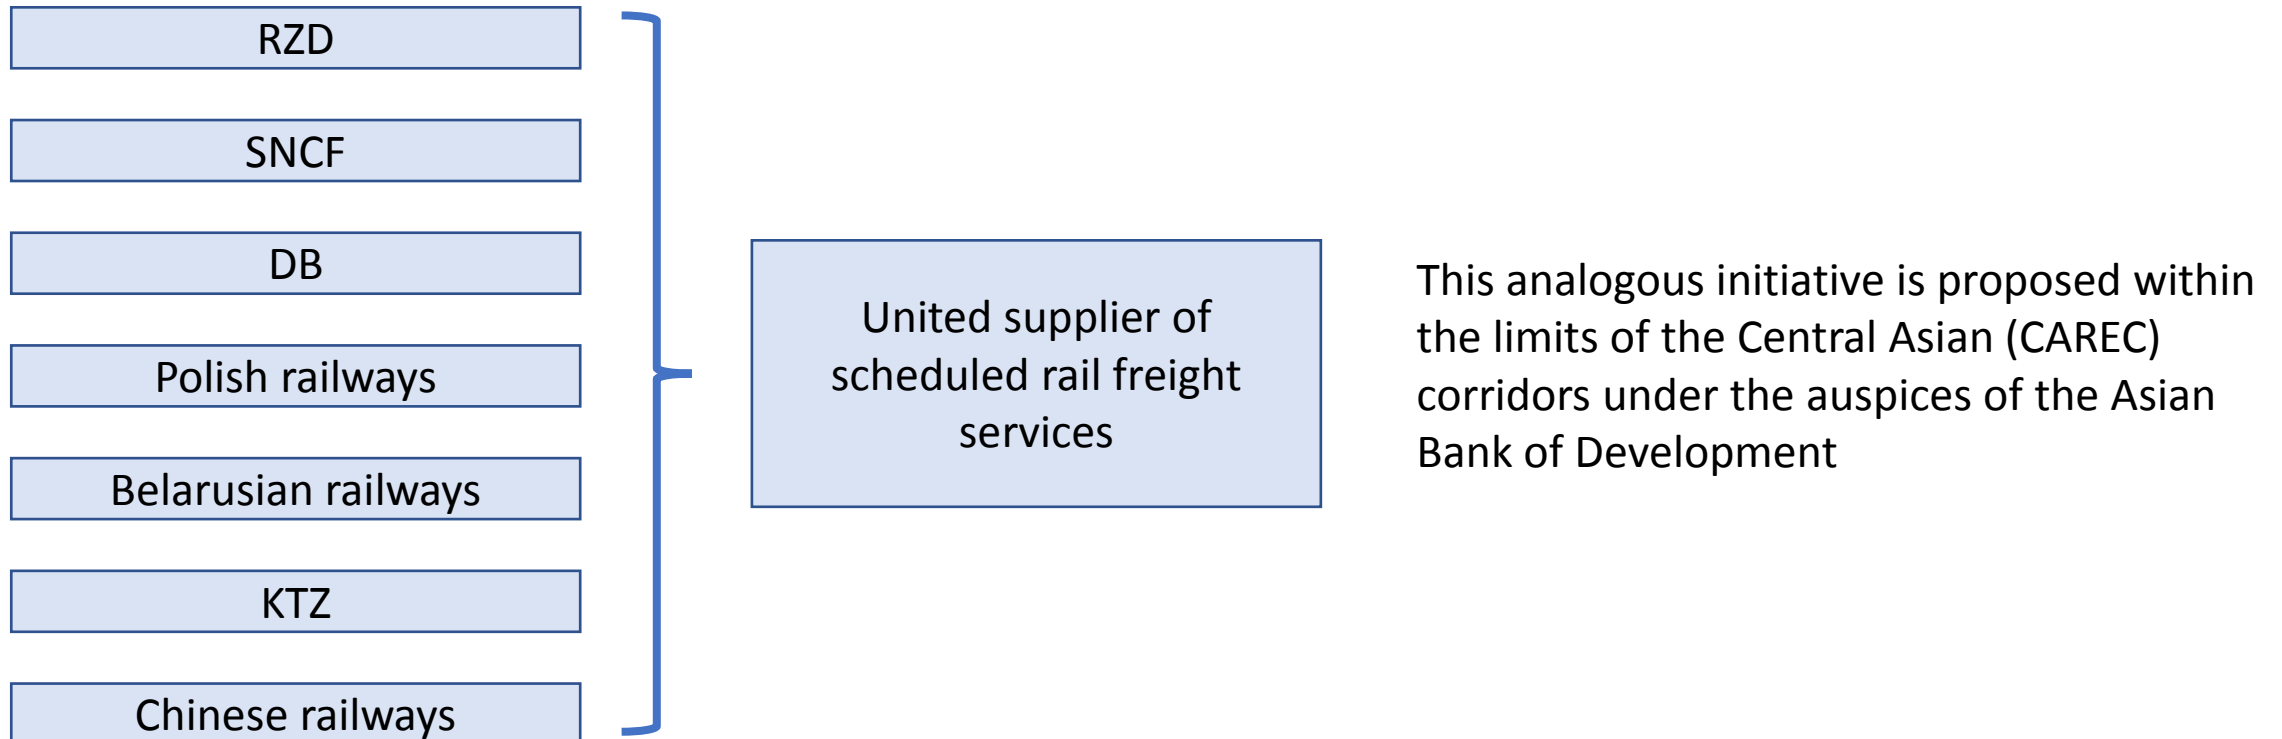 RZD
SNCF
DB
Polish railways
Belarusian railways
KTZ
Chinese railways
United supplier of
scheduled rail freight
services
This analogous initiative is proposed within
the limits of the Central Asian (CAREC)
corridors under the auspices of the Asian
Bank of Development